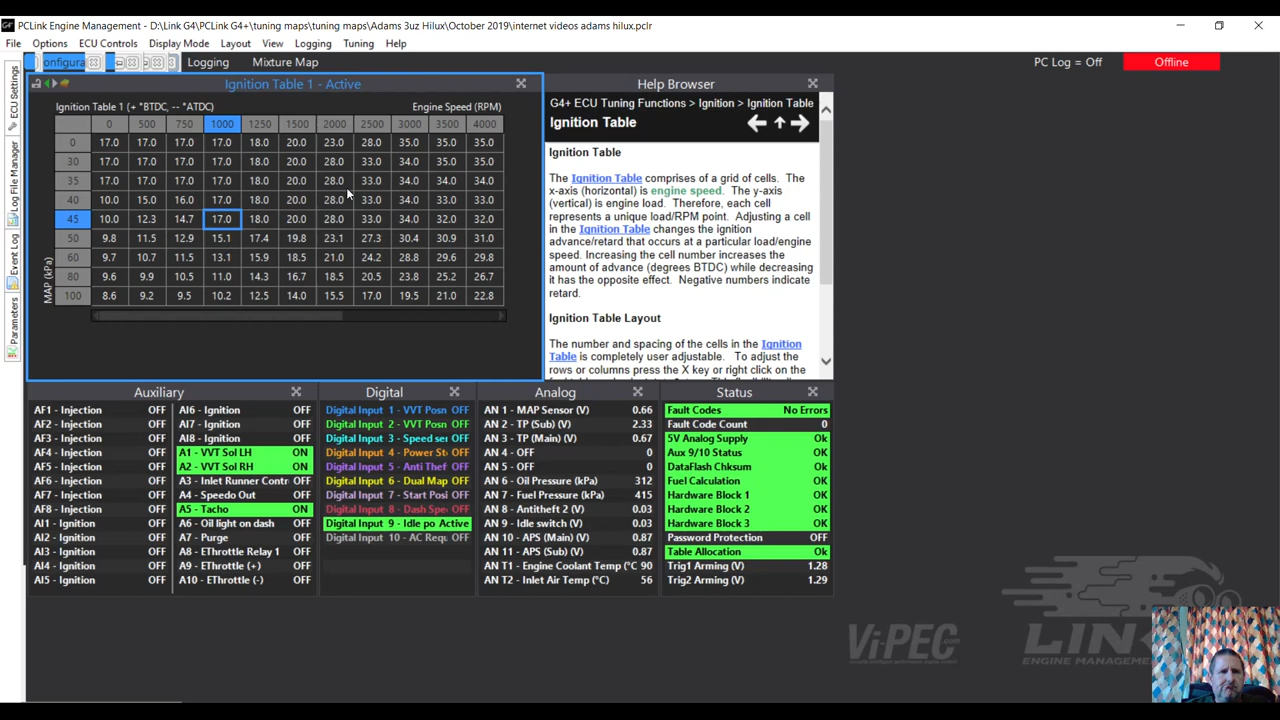 PCLink Engine Management - D:\Link G4\PCLink G4+\tuning maps\tuning maps\Adams 3uz Hilux\October 2019\internet videos adams hilux.pclr
File Options ECU Controls Display Mode Layout View Logging Tuning Help
onfigura Logging Mixture Map PC Log = Off Offline
ECU Settings
Log File Manager
Event Log
Parameters
Ignition Table 1 - Active
Ignition Table 1 (+ °BTDC, -- °ATDC) Engine Speed (RPM)
0 500 750 1000 1250 1500 2000 2500 3000 3500 4000
0 17.0 17.0 17.0 17.0 18.0 20.0 23.0 28.0 35.0 35.0 35.0
30 17.0 17.0 17.0 17.0 18.0 20.0 28.0 33.0 34.0 35.0 35.0
35 17.0 17.0 17.0 17.0 18.0 20.0 28.0 33.0 34.0 34.0 34.0
40 10.0 15.0 16.0 17.0 18.0 20.0 28.0 33.0 34.0 33.0 33.0
45 10.0 12.3 14.7 17.0 18.0 20.0 28.0 33.0 34.0 32.0 32.0
50 9.8 11.5 12.9 15.1 17.4 19.8 23.1 27.3 30.4 30.9 31.0
60 9.7 10.7 11.5 13.1 15.9 18.5 21.0 24.2 28.8 29.6 29.8
80 9.6 9.9 10.5 11.0 14.3 16.7 18.5 20.5 23.8 25.2 26.7
100 8.6 9.2 9.5 10.2 12.5 14.0 15.5 17.0 19.5 21.0 22.8
MAP (kPa)
Help Browser
G4+ ECU Tuning Functions > Ignition > Ignition Table
Ignition Table
Ignition Table
The Ignition Table comprises of a grid of cells. The
x-axis (horizontal) is engine speed. The y-axis
(vertical) is engine load. Therefore, each cell
represents a unique load/RPM point. Adjusting a cell
in the Ignition Table changes the ignition
advance/retard that occurs at a particular load/engine
speed. Increasing the cell number increases the
amount of advance (degrees BTDC) while decreasing
it has the opposite effect. Negative numbers indicate
retard.
Ignition Table Layout
The number and spacing of the cells in the Ignition
Table is completely user adjustable. To adjust the
rows or columns press the X key or right click on the
Auxiliary
AF1 - Injection OFF
AF2 - Injection OFF
AF3 - Injection OFF
AF4 - Injection OFF
AF5 - Injection OFF
AF6 - Injection OFF
AF7 - Injection OFF
AF8 - Injection OFF
AI1 - Ignition OFF
AI2 - Ignition OFF
AI3 - Ignition OFF
AI4 - Ignition OFF
AI5 - Ignition OFF
AI6 - Ignition OFF
AI7 - Ignition OFF
AI8 - Ignition OFF
A1 - VVT Sol LH ON
A2 - VVT Sol RH ON
A3 - Inlet Runner Contr OFF
A4 - Speedo Out OFF
A5 - Tacho ON
A6 - Oil light on dash OFF
A7 - Purge OFF
A8 - EThrottle Relay 1 OFF
A9 - EThrottle (+) OFF
A10 - EThrottle (-) OFF
Digital
Digital Input 1 - VVT Posn OFF
Digital Input 2 - VVT Posn OFF
Digital Input 3 - Speed ser OFF
Digital Input 4 - Power St OFF
Digital Input 5 - Anti Thef OFF
Digital Input 6 - Dual Map OFF
Digital Input 7 - Start Posi OFF
Digital Input 8 - Dash Spe OFF
Digital Input 9 - Idle po Active
Digital Input 10 - AC Requ OFF
Analog
AN 1 - MAP Sensor (V) 0.66
AN 2 - TP (Sub) (V) 2.33
AN 3 - TP (Main) (V) 0.67
AN 4 - OFF 0
AN 5 - OFF 0
AN 6 - Oil Pressure (kPa) 312
AN 7 - Fuel Pressure (kPa) 415
AN 8 - Antitheft 2 (V) 0.03
AN 9 - Idle switch (V) 0.03
AN 10 - APS (Main) (V) 0.87
AN 11 - APS (Sub) (V) 0.87
AN T1 - Engine Coolant Temp (°C 90
AN T2 - Inlet Air Temp (°C) 56
Status
Fault Codes No Errors
Fault Code Count 0
5V Analog Supply Ok
Aux 9/10 Status Ok
DataFlash Chksum Ok
Fuel Calculation OK
Hardware Block 1 OK
Hardware Block 2 OK
Hardware Block 3 OK
Password Protection OFF
Table Allocation Ok
Trig1 Arming (V) 1.28
Trig2 Arming (V) 1.29
Vi-PEC
LINK
ENGINE MANAGEMENT